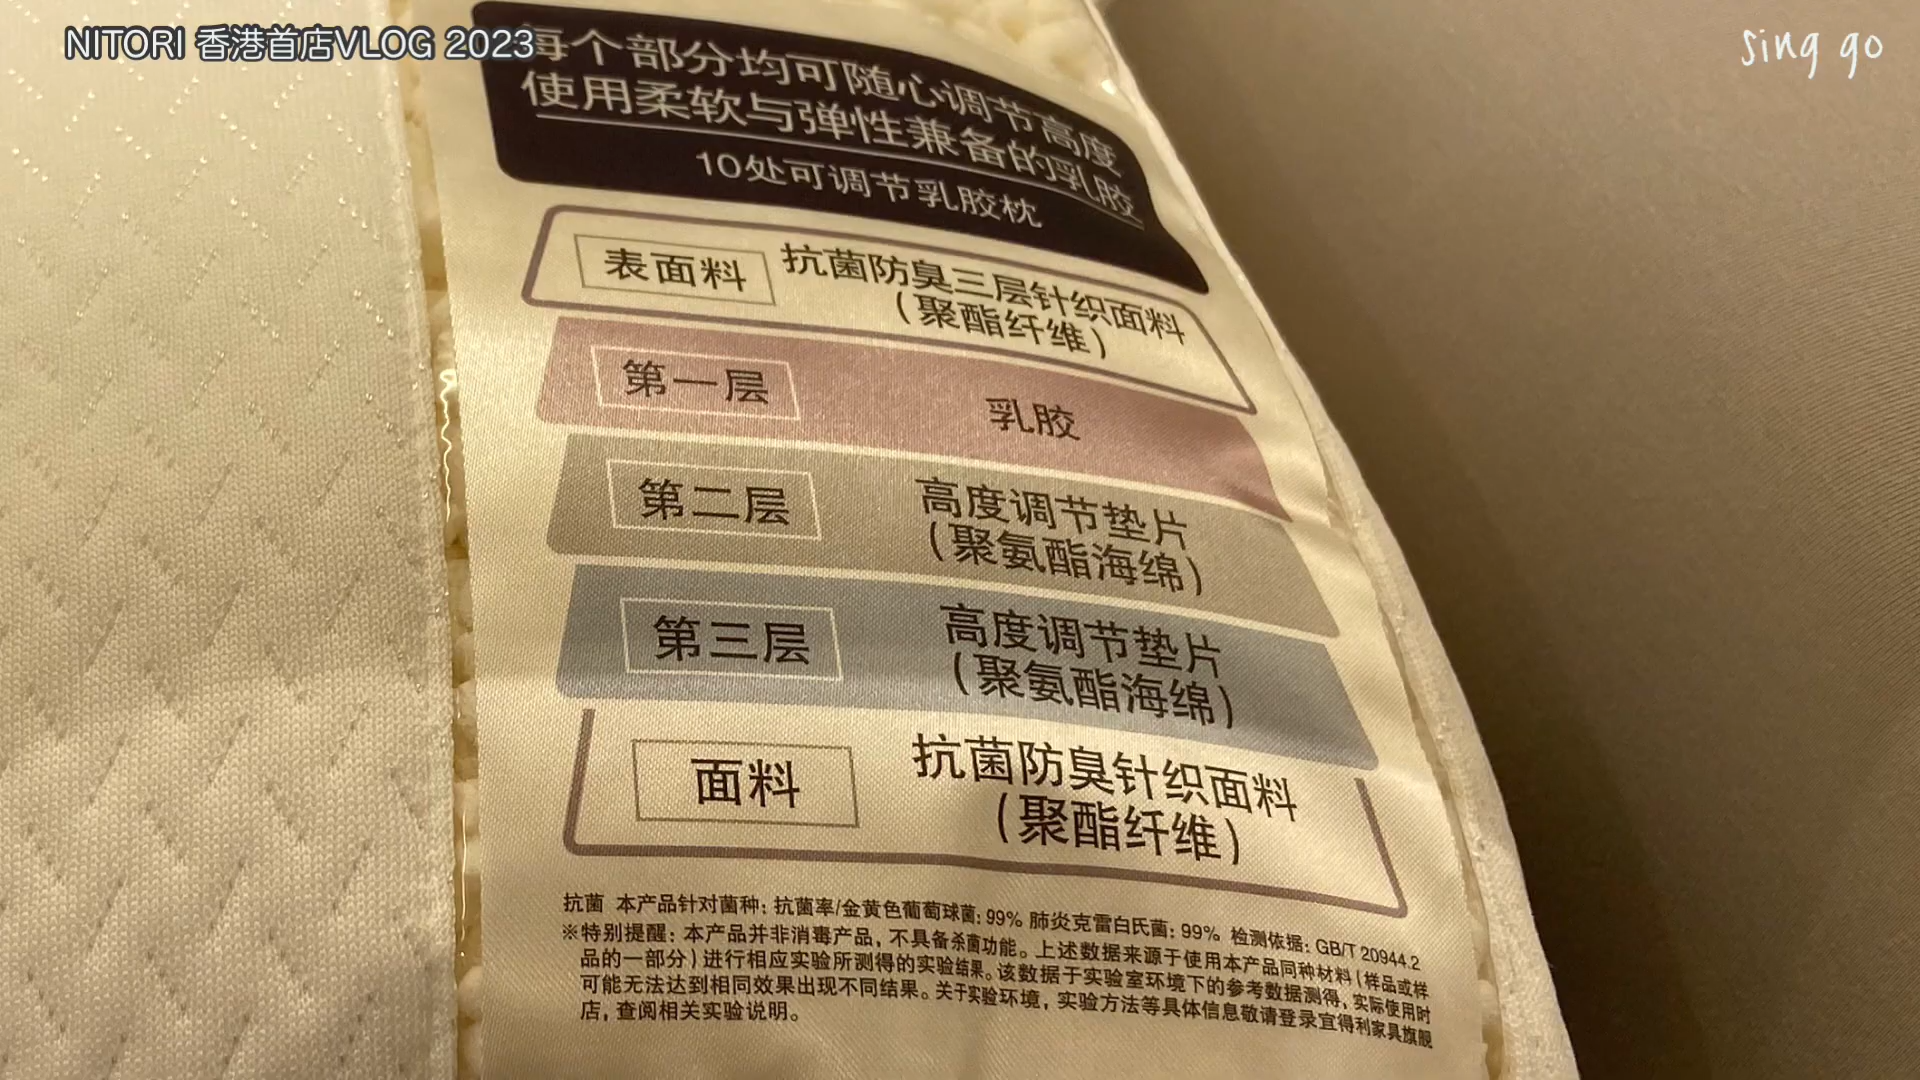 NITORI 香港首店VLOG 2023
sing go
每个部分均可随心调节高度
使用柔软与弹性兼备的乳胶
10处可调节乳胶枕
表面料
抗菌防臭三层针织面料
(聚酯纤维)
第一层
乳胶
第二层
高度调节垫片
(聚氨酯海绵)
第三层
高度调节垫片
(聚氨酯海绵)
面料
抗菌防臭针织面料
(聚酯纤维)
抗菌 本产品针对菌种: 抗菌率/金黄色葡萄球菌: 99% 肺炎克雷白氏菌: 99% 检测依据: GB/T 20944.2
※特别提醒: 本产品并非消毒产品, 不具备杀菌功能。上述数据来源于使用本产品同种材料 (样品或样
品的一部分) 进行相应实验所测得的实验结果。该数据于实验室环境下的参考数据测得, 实际使用时
可能无法达到相同效果出现不同结果。关于实验环境, 实验方法等具体信息敬请登录宜得利家具旗舰
店, 查阅相关实验说明。